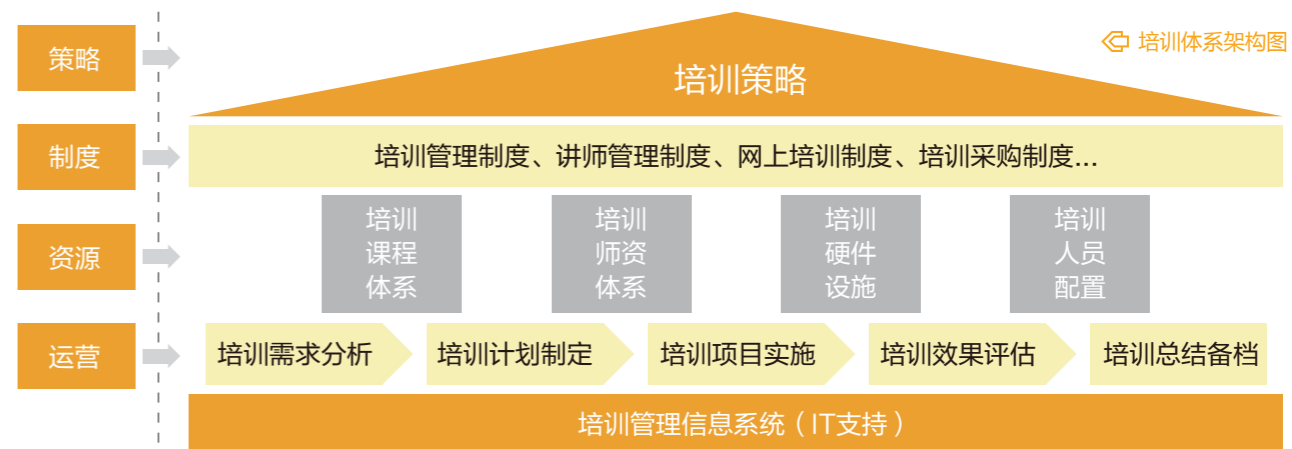 策略
培训策略
培训体系架构图
制度
培训管理制度、讲师管理制度、网上培训制度、培训采购制度...
资源
培训
课程
体系
培训
师资
体系
培训
硬件
设施
培训
人员
配置
运营
培训需求分析
培训计划制定
培训项目实施
培训效果评估
培训总结备档
培训管理信息系统（IT支持）